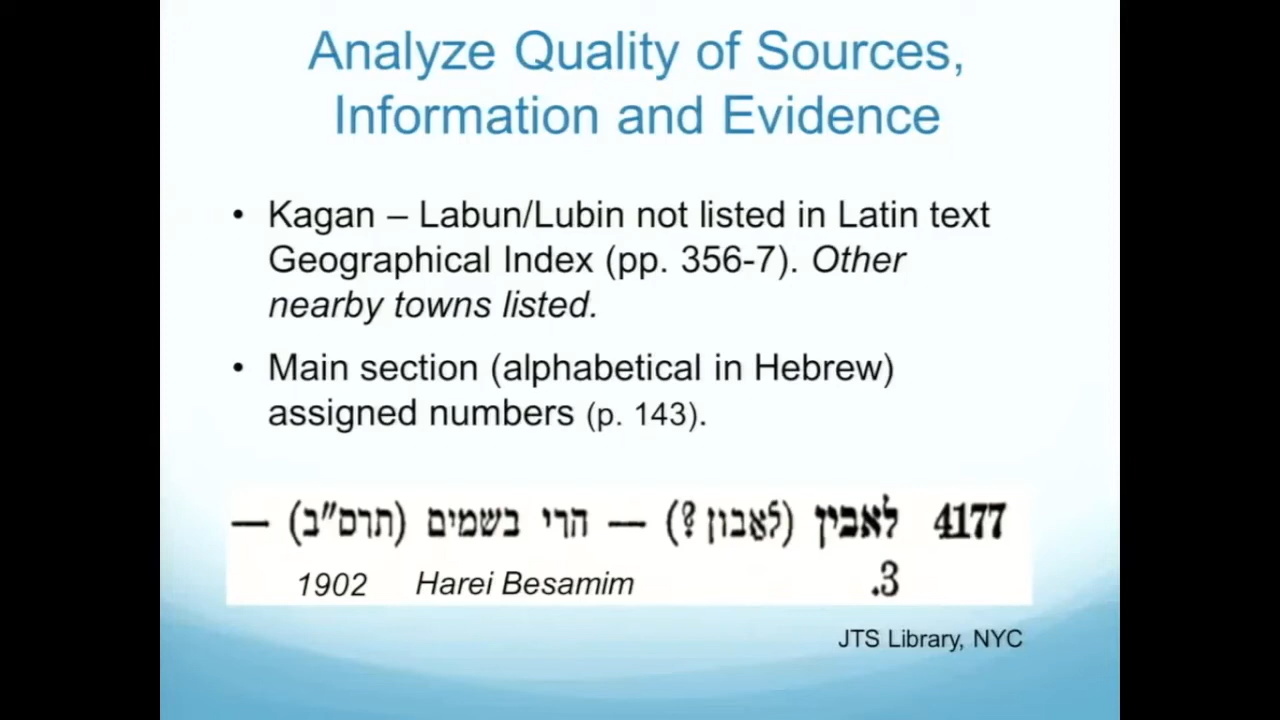 Analyze Quality of Sources,
Information and Evidence
• Kagan – Labun/Lubin not listed in Latin text
Geographical Index (pp. 356-7). Other
nearby towns listed.
• Main section (alphabetical in Hebrew)
assigned numbers (p. 143).
4177 לאבין (לאַבון ?) — הרי בשמים (תרס"ב) —
3.
1902 Harei Besamim
JTS Library, NYC